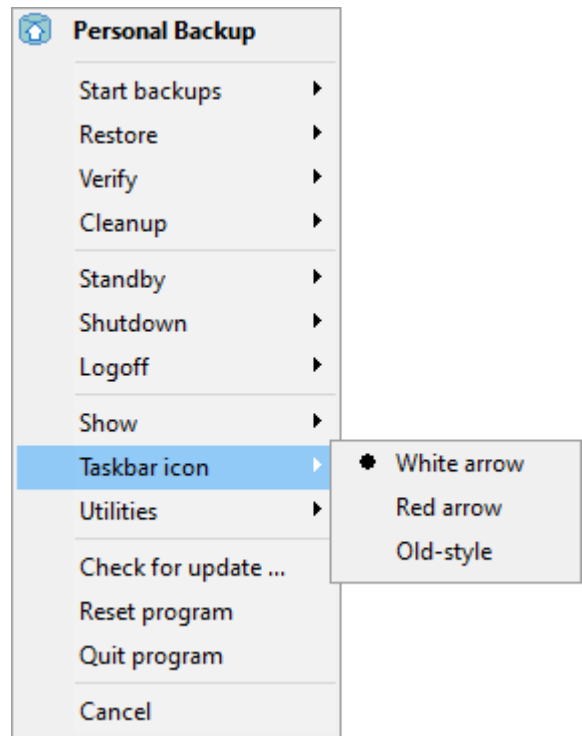 Personal Backup
Start backups
Restore
Verify
Cleanup
Standby
Shutdown
Logoff
Show
Taskbar icon
White arrow
Red arrow
Old-style
Utilities
Check for update ...
Reset program
Quit program
Cancel